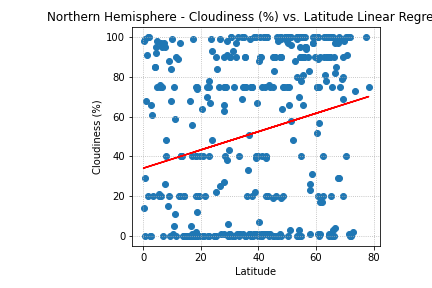 Northern Hemisphere - Cloudiness (%) vs. Latitude Linear Regre
100
80
60
40
20
0
Cloudiness (%)
0 20 40 60 80
Latitude